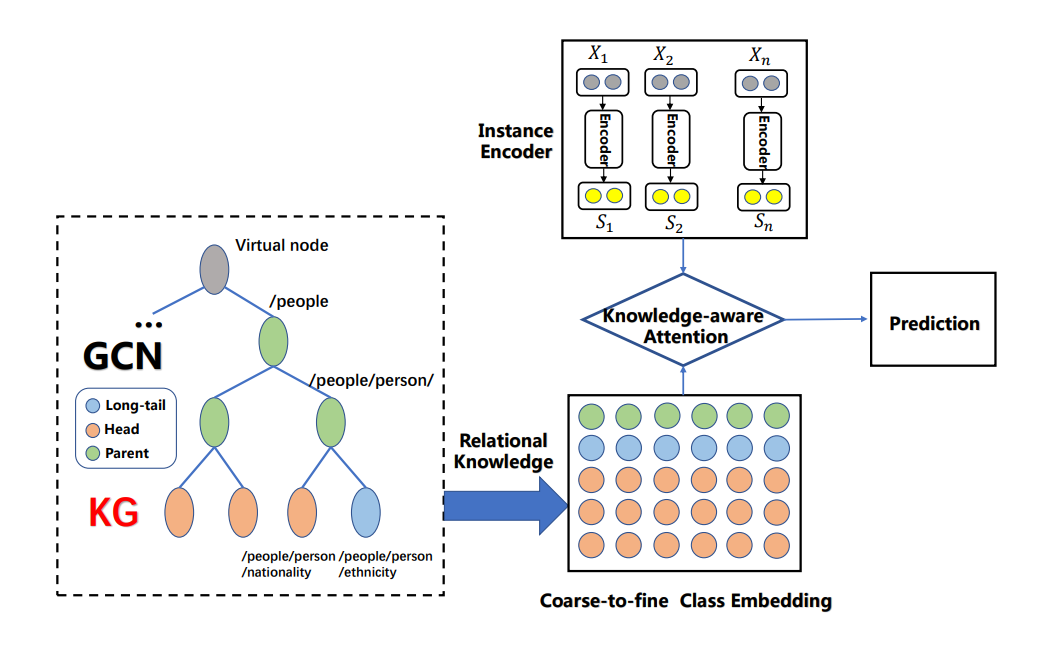 X1
X2
Xn
Encoder
Encoder
Encoder
Instance
Encoder
S1
S2
Sn
Virtual node
/people
...
GCN
/people/person/
Long-tail
Head
Parent
KG
/people/person
/nationality
/people/person
/ethnicity
Relational
Knowledge
Knowledge-aware
Attention
Prediction
Coarse-to-fine Class Embedding